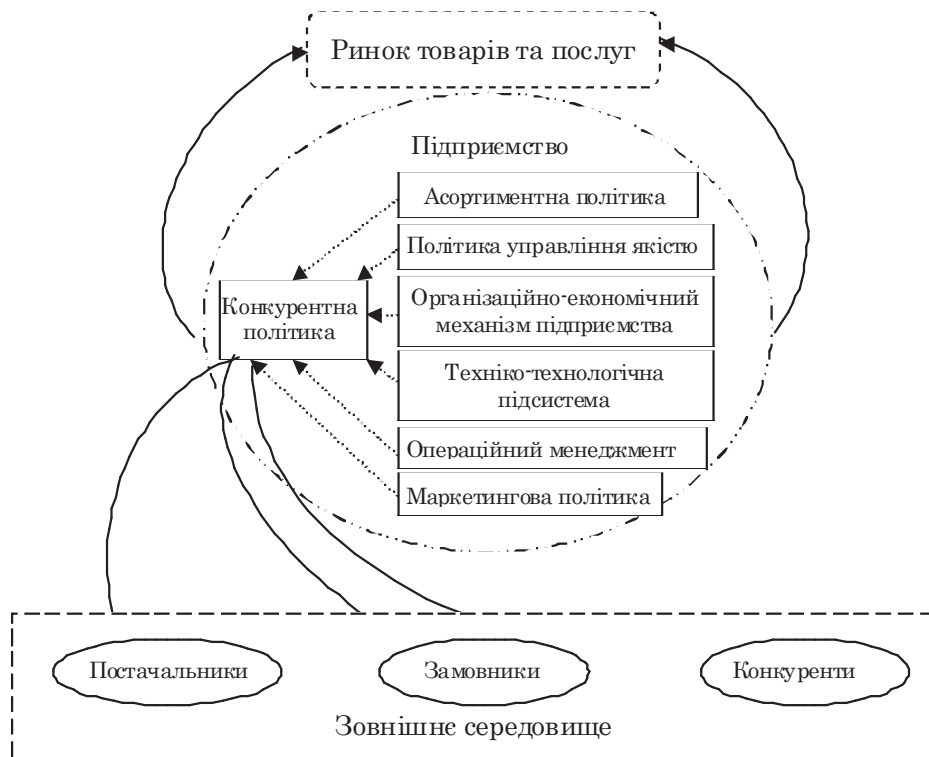 Ринок товарів та послуг
Підприємство
Асортиментна політика
Політика управління якістю
Конкурентна
політика
Організаційно-економічний
механізм підприємства
Техніко-технологічна
підсистема
Операційний менеджмент
Маркетингова політика
Постачальники
Замовники
Конкуренти
Зовнішнє середовище